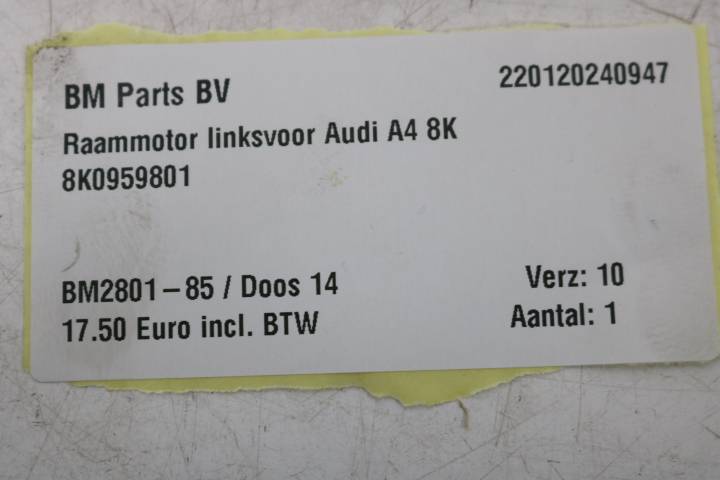 BM Parts BV
220120240947
Raammotor linksvoor Audi A4 8K
8K0959801
BM2801-85 / Doos 14
Verz: 10
17.50 Euro incl. BTW
Aantal: 1